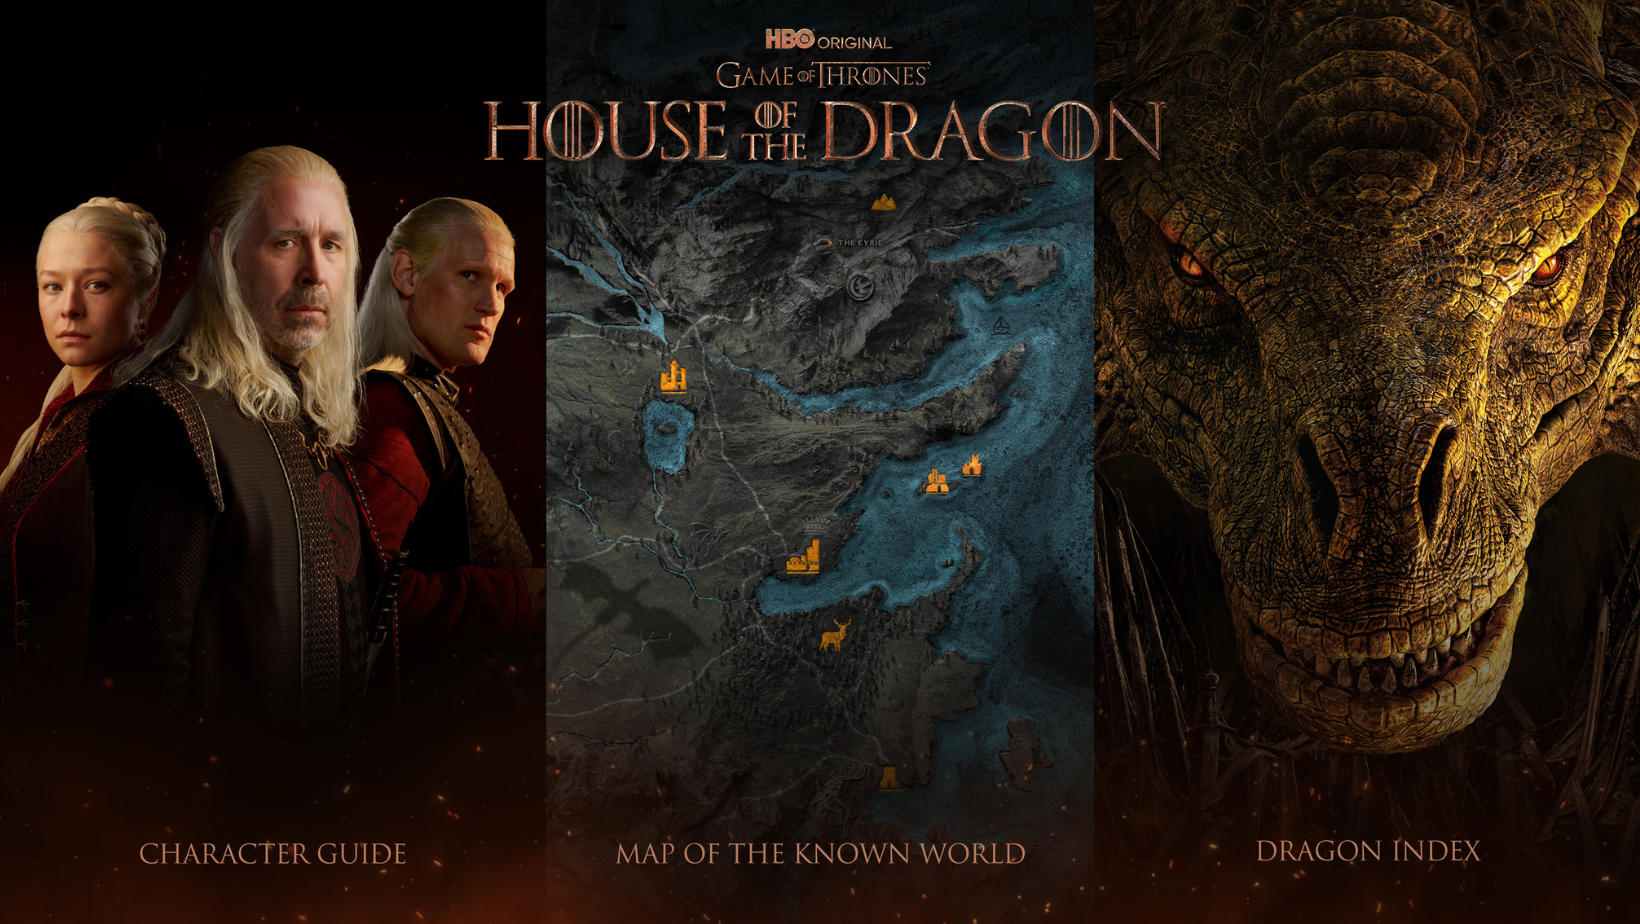 HBO ORIGINAL
GAME OF THRONES
HOUSE OF THE DRAGON
THE EYRIE
CHARACTER GUIDE
MAP OF THE KNOWN WORLD
DRAGON INDEX